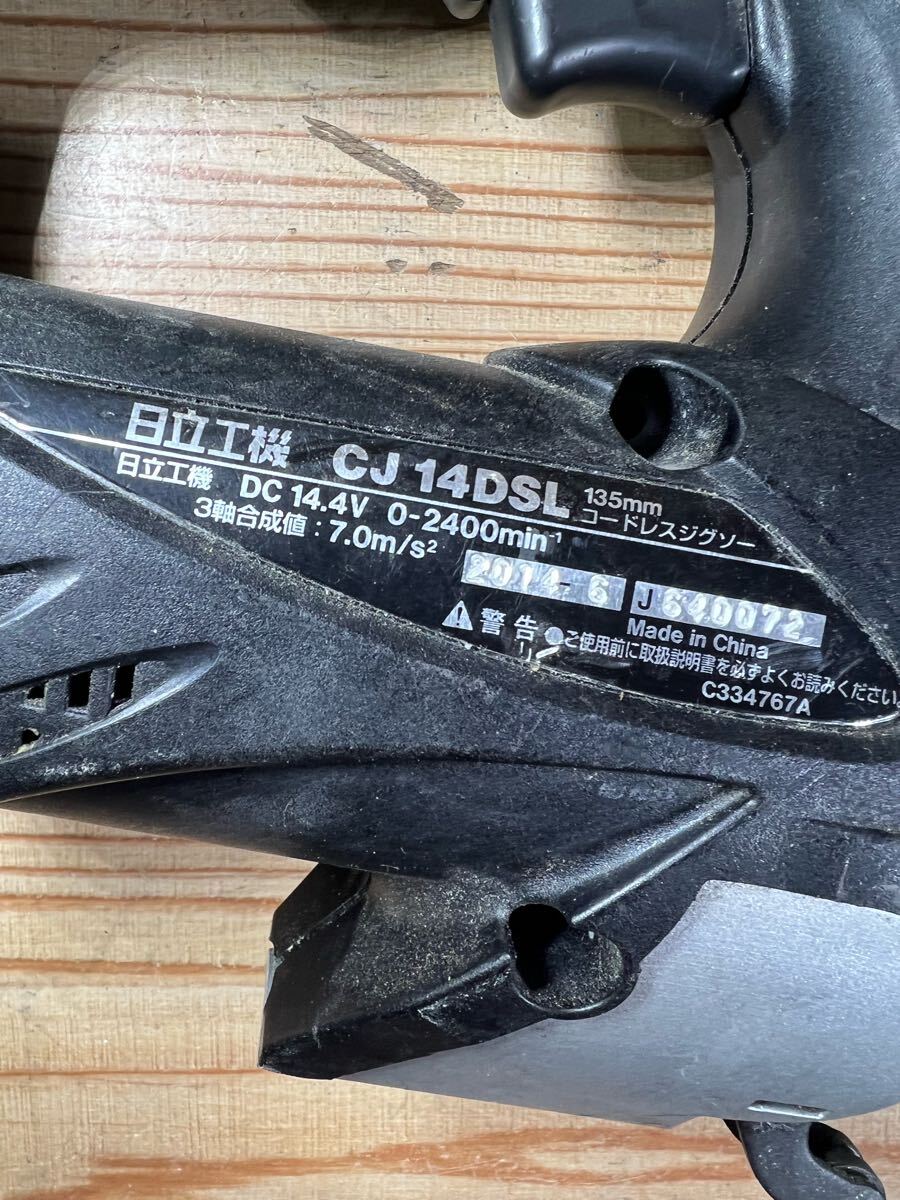 日立工機 CJ 14DSL 135mm コードレスジグソー
日立工機 DC 14.4V 0-2400min-1
3軸合成値：7.0m/s²
2014-6 J640072
Made in China
警告 ●ご使用前に取扱説明書を必ずよくお読みください。
C334767A